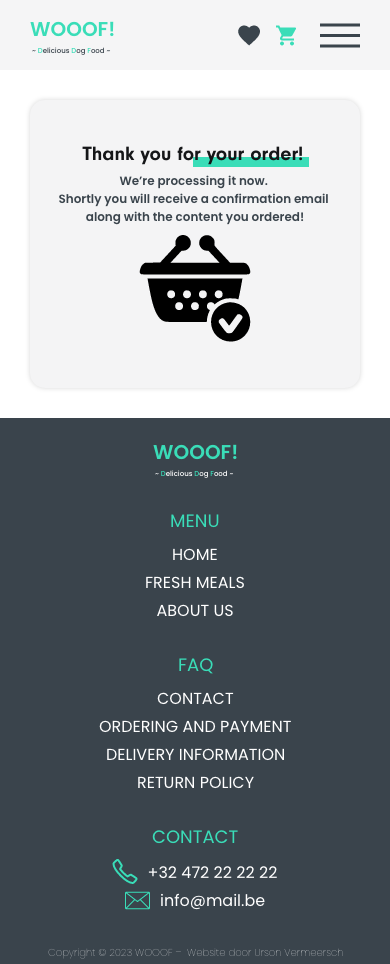 WOOOF!
~ Delicious Dog Food ~
Thank you for your order!
We’re processing it now.
Shortly you will receive a confirmation email
along with the content you ordered!
WOOOF!
~ Delicious Dog Food ~
MENU
HOME
FRESH MEALS
ABOUT US
FAQ
CONTACT
ORDERING AND PAYMENT
DELIVERY INFORMATION
RETURN POLICY
CONTACT
+32 472 22 22 22
info@mail.be
Copyright © 2023 WOOOF – Website door Urson Vermeersch